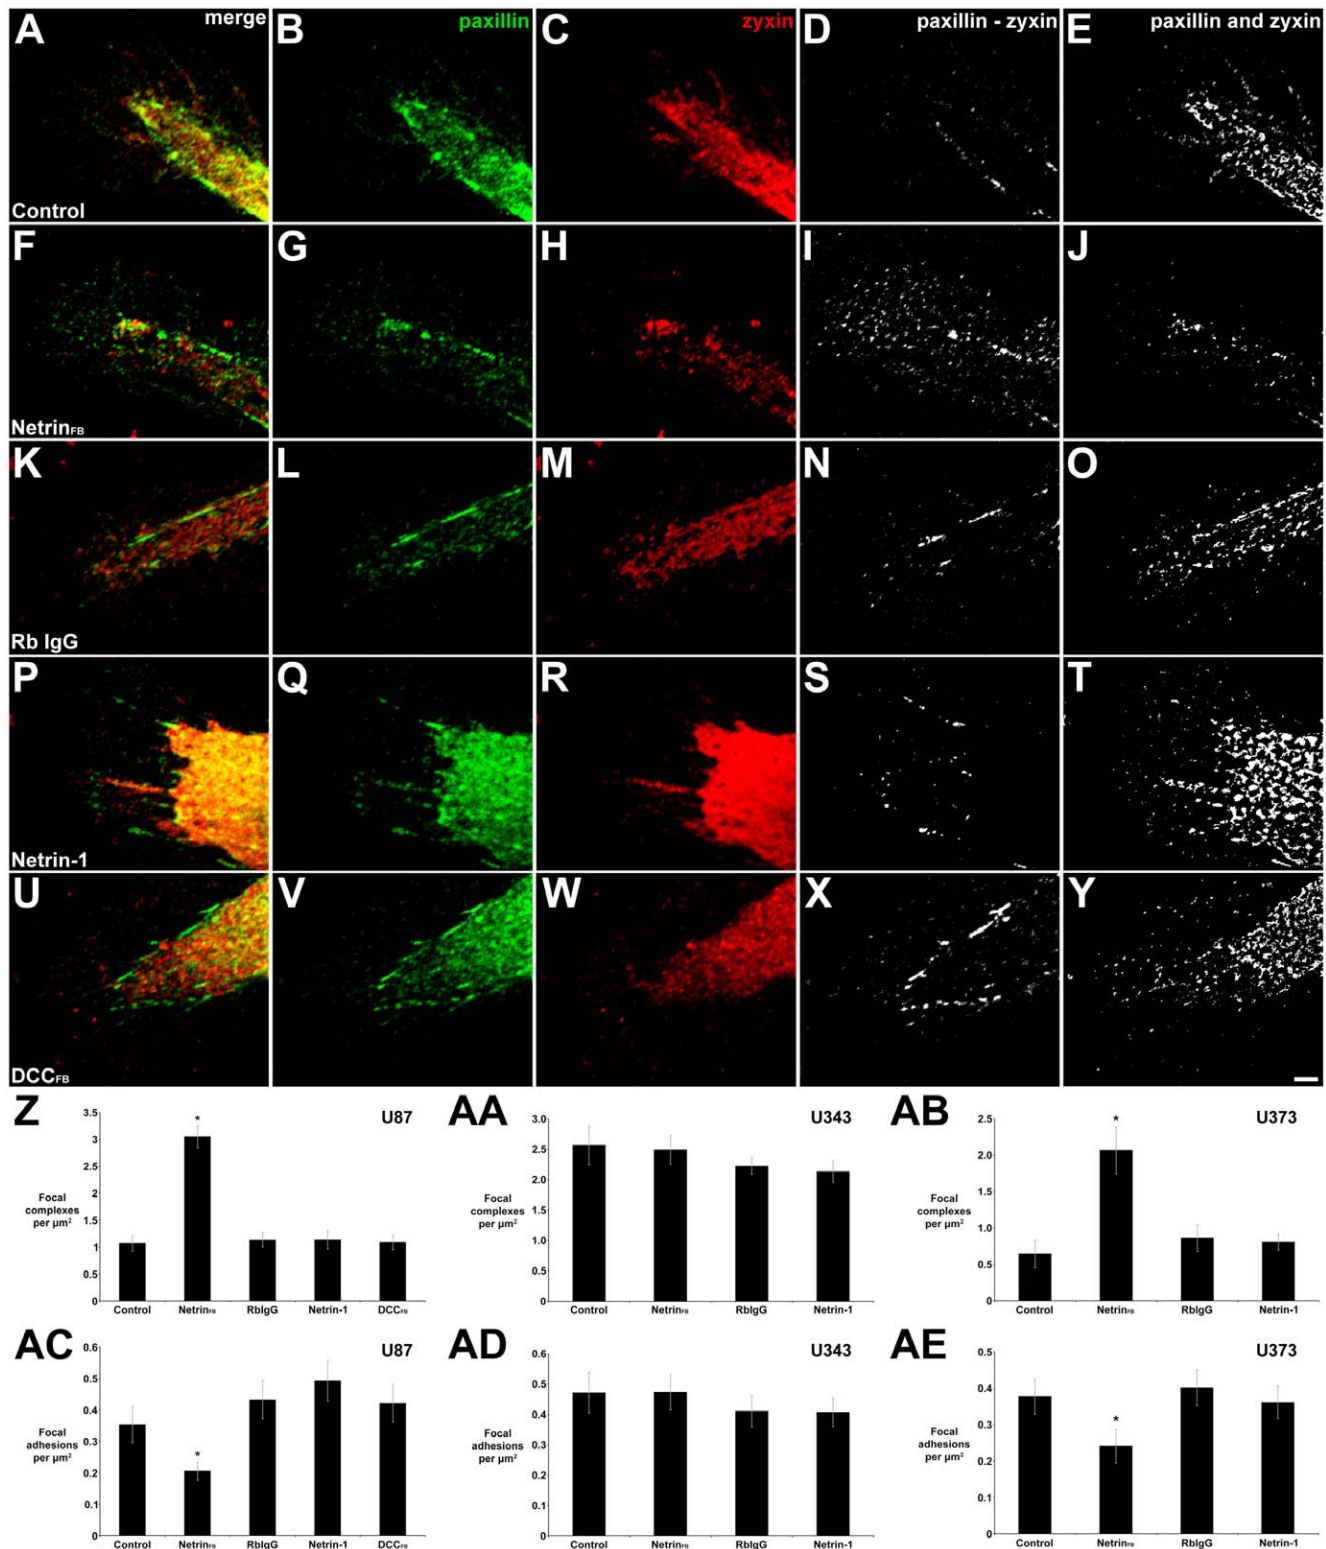 A merge B paxillin C zyxin D paxillin - zyxin E paxillin and zyxin
Control
F G H I J
NetrinFB
K L M N O
Rb IgG
P Q R S T
Netrin-1
U V W X Y
DCCFB
Z U87
3.5
3
2.5
2
1.5
1
0.5
0
Focal
complexes
per µm²
*
Control NetrinFB RbIgG Netrin-1 DCCFB
AA U343
3.0
2.5
2.0
1.5
1.0
0.5
0
Focal
complexes
per µm²
Control NetrinFB RbIgG Netrin-1
AB U373
2.5
2.0
1.5
1.0
0.5
0
Focal
complexes
per µm²
*
Control NetrinFB RbIgG Netrin-1
AC U87
0.6
0.5
0.4
0.3
0.2
0.1
0
Focal
adhesions
per µm²
*
Control NetrinFB RbIgG Netrin-1 DCCFB
AD U343
0.6
0.5
0.4
0.3
0.2
0.1
0
Focal
adhesions
per µm²
Control NetrinFB RbIgG Netrin-1
AE U373
0.5
0.4
0.3
0.2
0.1
0
Focal
adhesions
per µm²
*
Control NetrinFB RbIgG Netrin-1